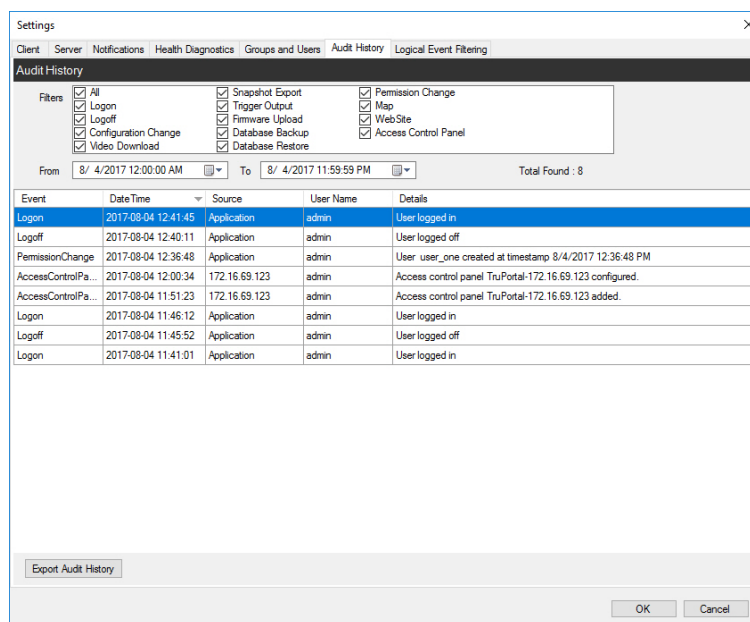 Settings
Client Server Notifications Health Diagnostics Groups and Users Audit History Logical Event Filtering
Audit History
Filters All Snapshot Export Permission Change
Logon Trigger Output Map
Logoff Firmware Upload WebSite
Configuration Change Database Backup Access Control Panel
Video Download Database Restore
From 8/ 4/2017 12:00:00 AM To 8/ 4/2017 11:59:59 PM Total Found : 8
Event DateTime Source User Name Details
Logon 2017-08-04 12:41:45 Application admin User logged in
Logoff 2017-08-04 12:40:11 Application admin User logged off
PermissionChange 2017-08-04 12:36:48 Application admin User user_one created at timestamp 8/4/2017 12:36:48 PM
AccessControlPa... 2017-08-04 12:00:34 172.16.69.123 admin Access control panel TruPortal-172.16.69.123 configured.
AccessControlPa... 2017-08-04 11:51:23 172.16.69.123 admin Access control panel TruPortal-172.16.69.123 added.
Logon 2017-08-04 11:46:12 Application admin User logged in
Logoff 2017-08-04 11:45:52 Application admin User logged off
Logon 2017-08-04 11:41:01 Application admin User logged in
Export Audit History
OK Cancel